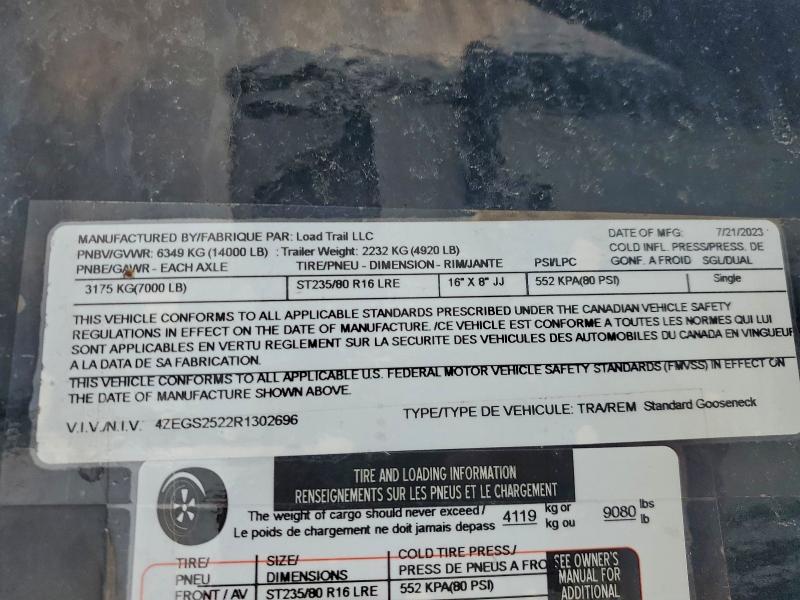 MANUFACTURED BY/FABRIQUE PAR: Load Trail LLC DATE OF MFG: 7/21/2023
PNBV/GVWR: 6349 KG (14000 LB) : Trailer Weight: 2232 KG (4920 LB) COLD INFL. PRESS/PRESS. DE
PNBE/GAWR - EACH AXLE TIRE/PNEU - DIMENSION - RIM/JANTE PSI/LPC GONF. A FROID SGL/DUAL
3175 KG(7000 LB) ST235/80 R16 LRE 16" X 8" JJ 552 KPA(80 PSI) Single
THIS VEHICLE CONFORMS TO ALL APPLICABLE STANDARDS PRESCRIBED UNDER THE CANADIAN VEHICLE SAFETY
REGULATIONS IN EFFECT ON THE DATE OF MANUFACTURE. /CE VEHICLE EST CONFORME A TOUTES LES NORMES QUI LUI
SONT APPLICABLES EN VERTU REGLEMENT SUR LA SECURITE DES VEHICULES DES AUTOMOBILES DU CANADA EN VINGUEUR
A LA DATA DE SA FABRICATION.
THIS VEHICLE CONFORMS TO ALL APPLICABLE U.S. FEDERAL MOTOR VEHICLE SAFETY STANDARDS (FMVSS) IN EFFECT ON
THE DATE OF MANUFACTURE SHOWN ABOVE.
V.I.V./N.I.V. 4ZEGS2522R1302696 TYPE/TYPE DE VEHICULE: TRA/REM Standard Gooseneck
TIRE AND LOADING INFORMATION
RENSEIGNEMENTS SUR LES PNEUS ET LE CHARGEMENT
The weight of cargo should never exceed/ 4119 kg or 9080 lbs
Le poids de chargement ne doit jamais depass kg ou lb
TIRE/ SIZE/ COLD TIRE PRESS/ SEE OWNER'S
PNEU DIMENSIONS PRESS DE PNEUS A FRO MANUAL FOR
FRONT / AV ST235/80 R16 LRE 552 KPA(80 PSI) ADDITIONAL